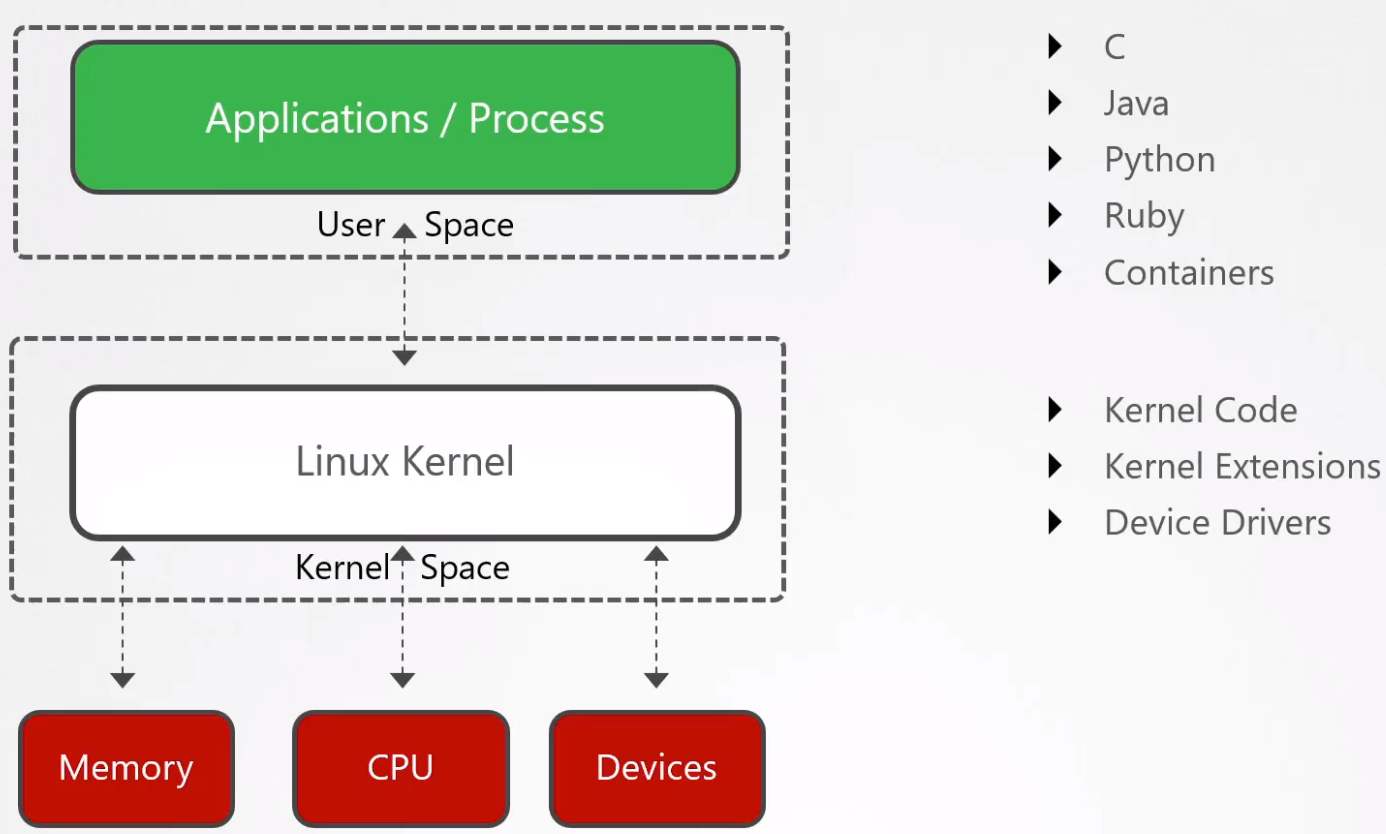 Applications / Process
User Space
Linux Kernel
Kernel Space
Memory
CPU
Devices
C
Java
Python
Ruby
Containers
Kernel Code
Kernel Extensions
Device Drivers